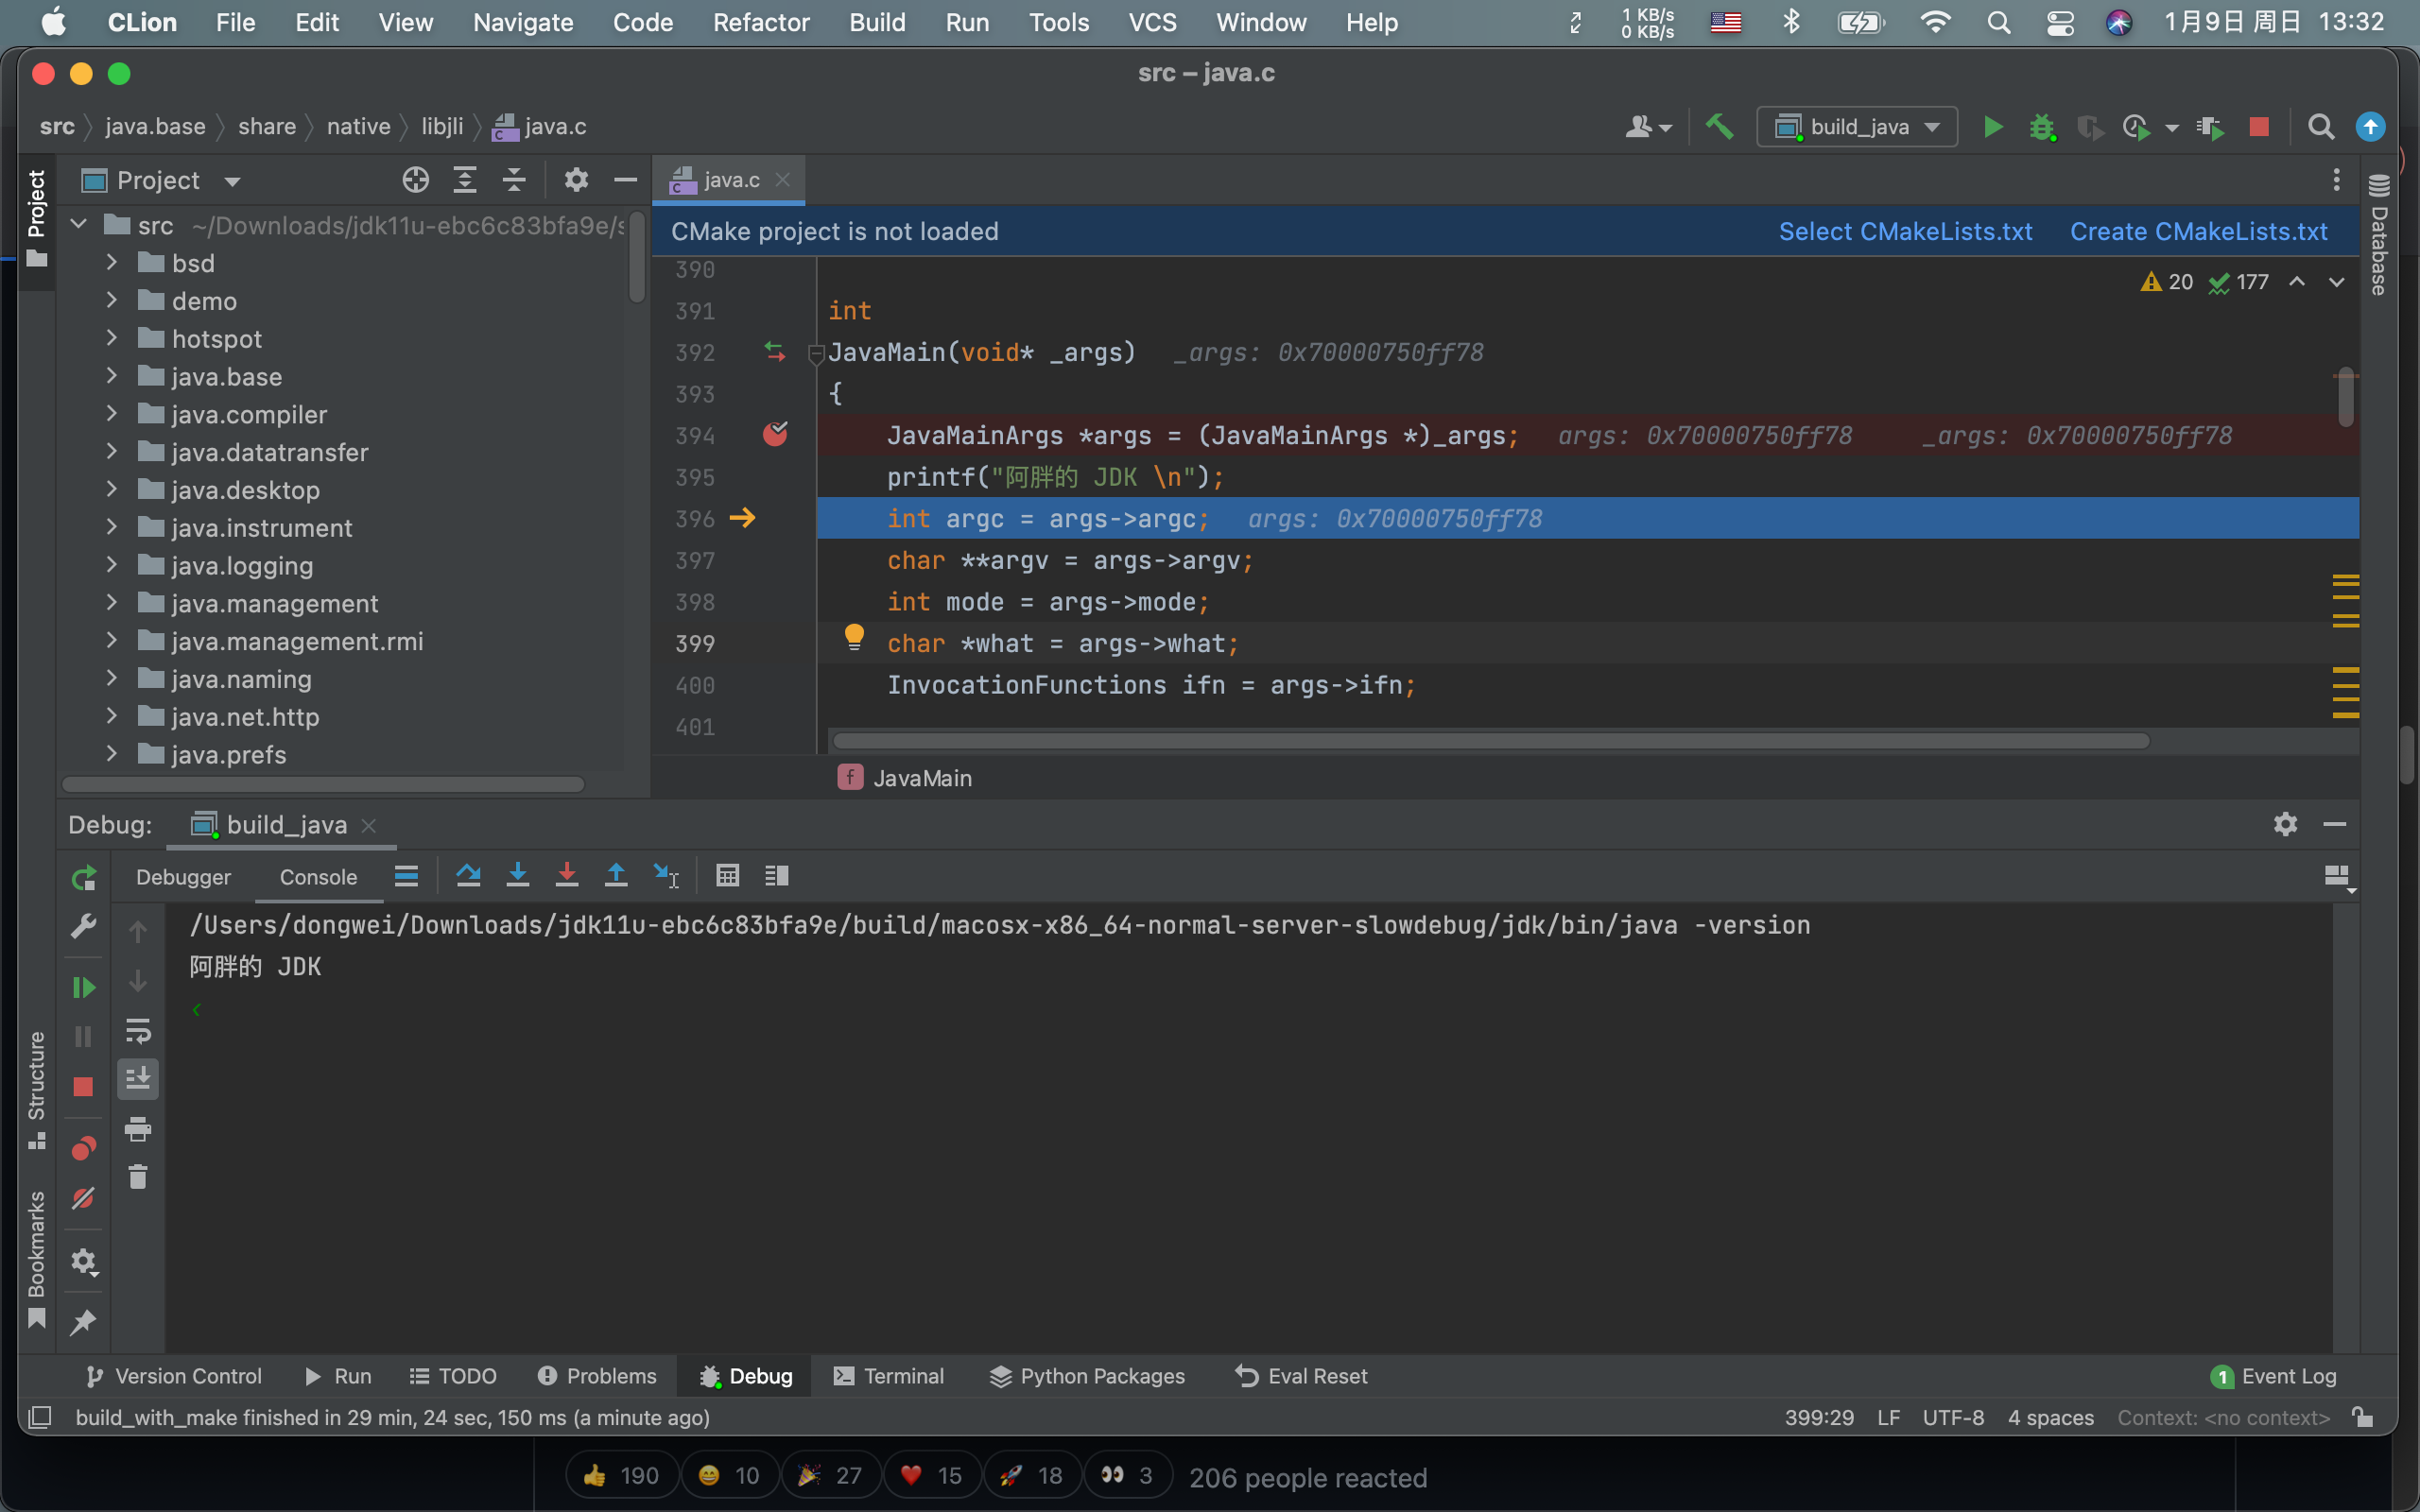 CLion File Edit View Navigate Code Refactor Build Run Tools VCS Window Help 1 KB/s 0 KB/s 1月9日 周日 13:32
src – java.c
src java.base share native libjli java.c build_java
Project
Project java.c
Database
src ~/Downloads/jdk11u-ebc6c83bfa9e/s
bsd
demo
hotspot
java.base
java.compiler
java.datatransfer
java.desktop
java.instrument
java.logging
java.management
java.management.rmi
java.naming
java.net.http
java.prefs
CMake project is not loaded Select CMakeLists.txt Create CMakeLists.txt
20 177
390
391 int
392 JavaMain(void* _args) _args: 0x70000750ff78
393 {
394 JavaMainArgs *args = (JavaMainArgs *)_args; args: 0x70000750ff78 _args: 0x70000750ff78
395 printf("阿胖的 JDK \n");
396 int argc = args->argc; args: 0x70000750ff78
397 char **argv = args->argv;
398 int mode = args->mode;
399 char *what = args->what;
400 InvocationFunctions ifn = args->ifn;
401
f JavaMain
Debug: build_java
Debugger Console
/Users/dongwei/Downloads/jdk11u-ebc6c83bfa9e/build/macosx-x86_64-normal-server-slowdebug/jdk/bin/java -version
阿胖的 JDK
Structure
Bookmarks
Version Control Run TODO Problems Debug Terminal Python Packages Eval Reset 1 Event Log
build_with_make finished in 29 min, 24 sec, 150 ms (a minute ago) 399:29 LF UTF-8 4 spaces Context: <no context>
190 10 27 15 18 3 206 people reacted